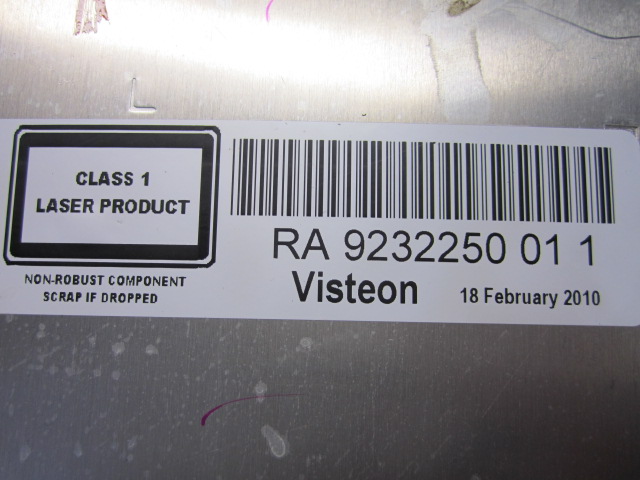 CLASS 1
LASER PRODUCT
NON-ROBUST COMPONENT
SCRAP IF DROPPED
RA 9232250 01 1
Visteon 18 February 2010